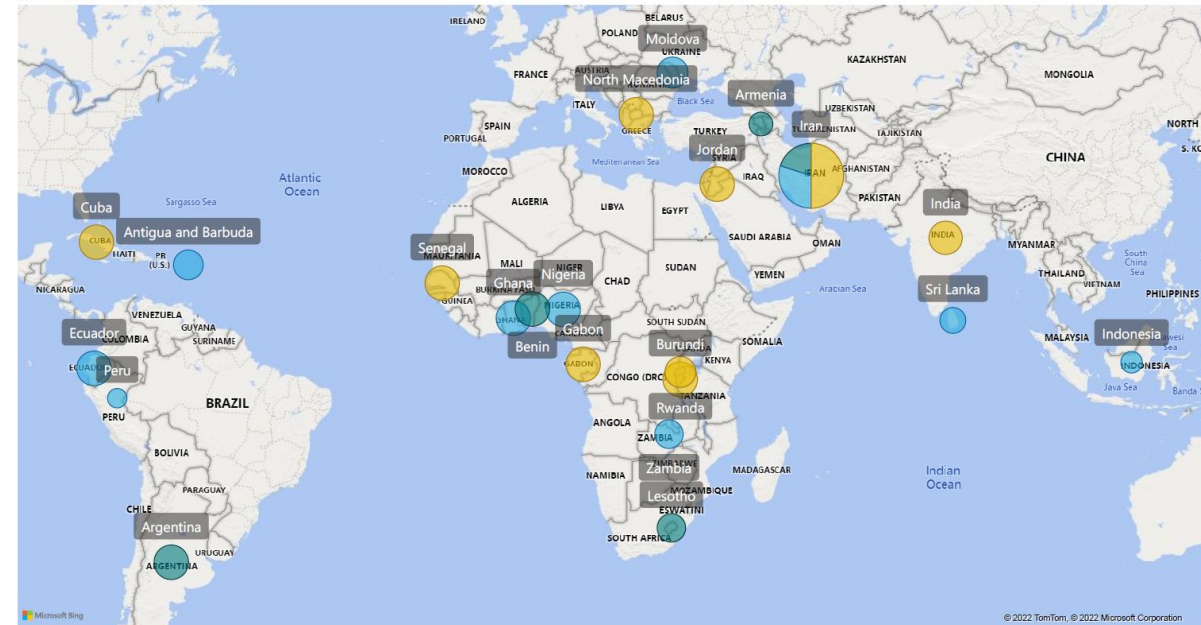 IRELAND
BELARUS
POLAND
Moldova
UKRAINE
KAZAKHSTAN
FRANCE
AUSTRIA
MONGOLIA
North Macedonia
ITALY
Black Sea
Armenia
UZBEKISTAN
SPAIN
PORTUGAL
GREECE
TURKEY
Iran
TAJIKISTAN
NORTH
Jordan
SYRIA
CHINA
S. KO
Mediterranean Sea
MOROCCO
IRAQ
IRAN
AFGHANISTAN
Atlantic
Ocean
ALGERIA
LIBYA
EGYPT
PAKISTAN
Cuba
Sargasso Sea
India
CUBA
Antigua and Barbuda
HAITI
PR
(U.S.)
Senegal
MAURITANIA
SAUDI ARABIA
OMAN
INDIA
MYANMAR
MALI
NIGER
CHAD
SUDAN
YEMEN
Arabian Sea
THAILAND
South
China
Sea
VIETNAM
NICARAGUA
Ghana
Nigeria
BURKINA FASO
Sri Lanka
PHILIPPINES
GUINEA
GHANA
NIGERIA
VENEZUELA
GUYANA
SURINAME
Ecuador
COLOMBIA
Benin
Gabon
SOUTH SUDAN
Burundi
SOMALIA
MALAYSIA
Indonesia
ECUADOR
Peru
GABON
CONGO (DRC)
KENYA
INDONESIA
TANZANIA
Java Sea
Banda
PERU
BRAZIL
Rwanda
ANGOLA
ZAMBIA
BOLIVIA
Zambia
NAMIBIA
MADAGASCAR
Indian
Ocean
PARAGUAY
Lesotho
MOZAMBIQUE
CHILE
ESWATINI
Argentina
SOUTH AFRICA
URUGUAY
ARGENTINA
Microsoft Bing
© 2022 TomTom, © 2022 Microsoft Corporation